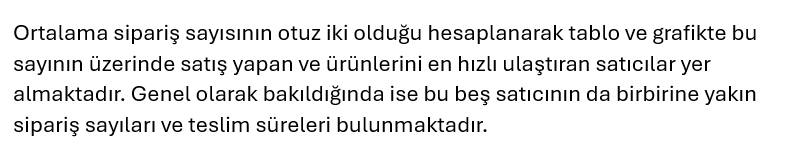 Ortalama sipariş sayısının otuz iki olduğu hesaplanarak tablo ve grafikte bu
sayının üzerinde satış yapan ve ürünlerini en hızlı ulaştıran satıcılar yer
almaktadır. Genel olarak bakıldığında ise bu beş satıcının da birbirine yakın
sipariş sayıları ve teslim süreleri bulunmaktadır.